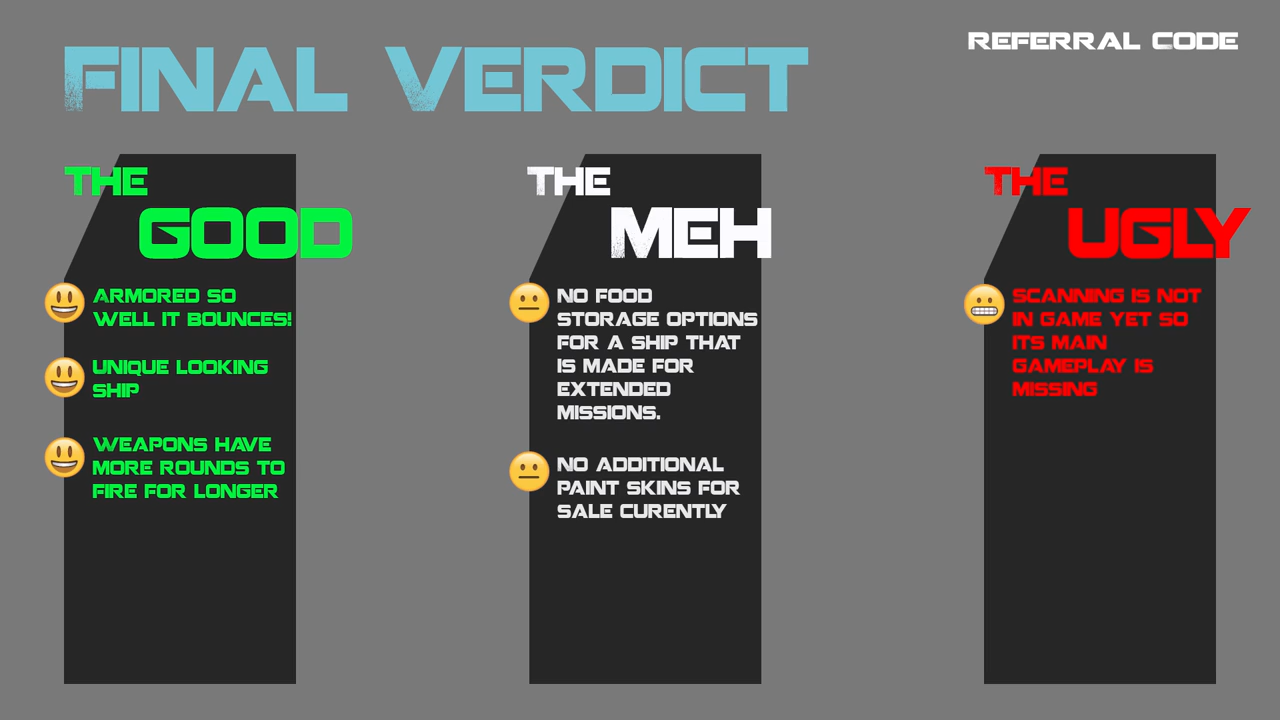 FINAL VERDICT
REFERRAL CODE
THE
GOOD
ARMORED SO
WELL IT BOUNCES!
UNIQUE LOOKING
SHIP
WEAPONS HAVE
MORE ROUNDS TO
FIRE FOR LONGER
THE
MEH
NO FOOD
STORAGE OPTIONS
FOR A SHIP THAT
IS MADE FOR
EXTENDED
MISSIONS.
NO ADDITIONAL
PAINT SKINS FOR
SALE CURENTLY
THE
UGLY
SCANNING IS NOT
IN GAME YET SO
ITS MAIN
GAMEPLAY IS
MISSING